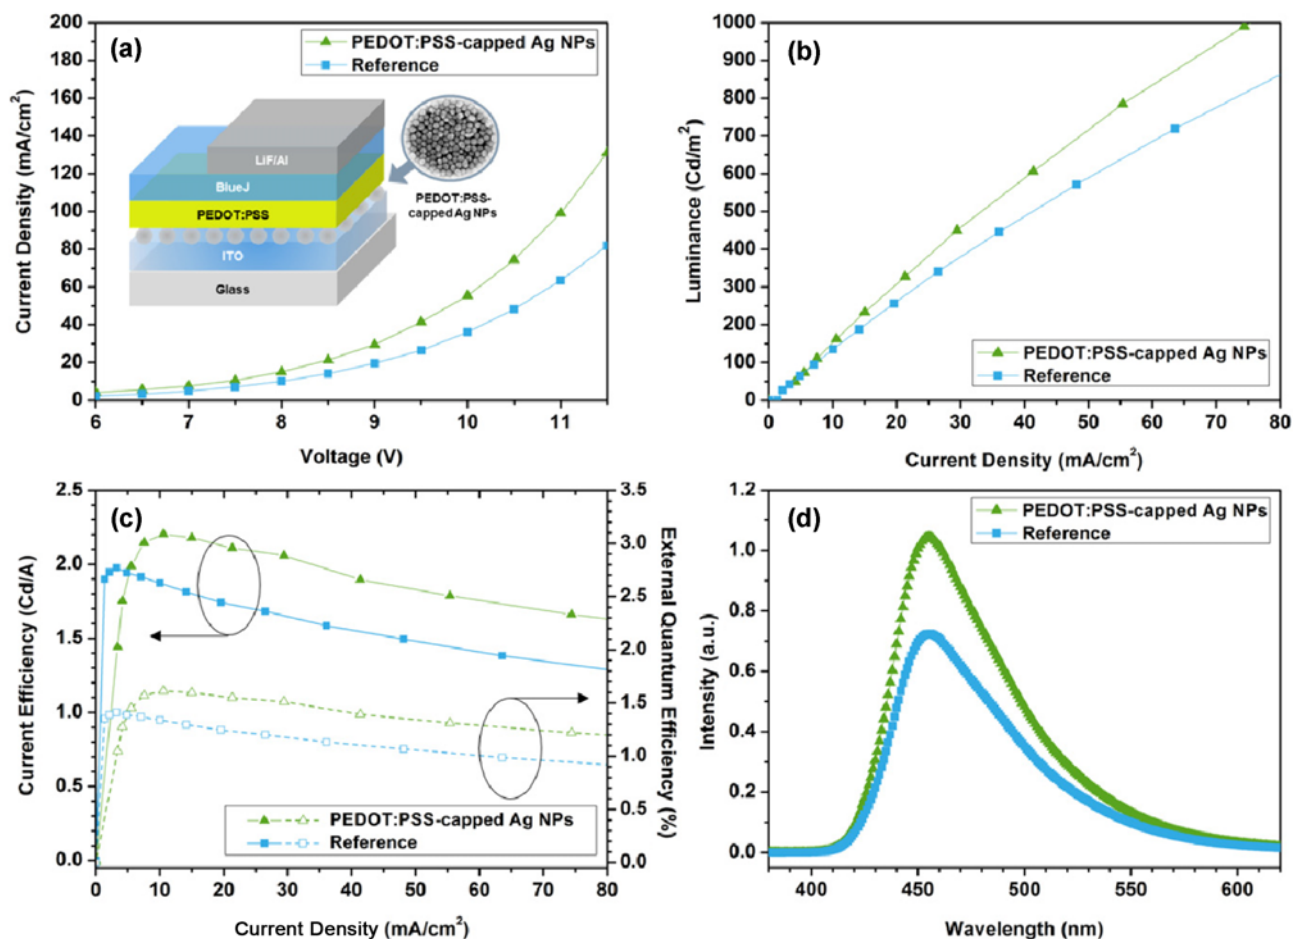 (a)
200
180
160
140
120
100
80
60
40
20
0
Current Density (mA/cm²)
PEDOT:PSS-capped Ag NPs
Reference
LiF/Al
BlueJ
PEDOT:PSS
ITO
Glass
PEDOT:PSS-
capped Ag NPs
6 7 8 9 10 11
Voltage (V)
(b)
1000
900
800
700
600
500
400
300
200
100
0
Luminance (Cd/m²)
PEDOT:PSS-capped Ag NPs
Reference
0 10 20 30 40 50 60 70 80
Current Density (mA/cm²)
(c)
2.5
2.0
1.5
1.0
0.5
0.0
Current Efficiency (Cd/A)
3.5
3.0
2.5
2.0
1.5
1.0
0.5
0.0
External Quantum Efficiency (%)
PEDOT:PSS-capped Ag NPs
Reference
0 10 20 30 40 50 60 70 80
Current Density (mA/cm²)
(d)
1.2
1.0
0.8
0.6
0.4
0.2
0.0
Intensity (a.u.)
PEDOT:PSS-capped Ag NPs
Reference
400 450 500 550 600
Wavelength (nm)